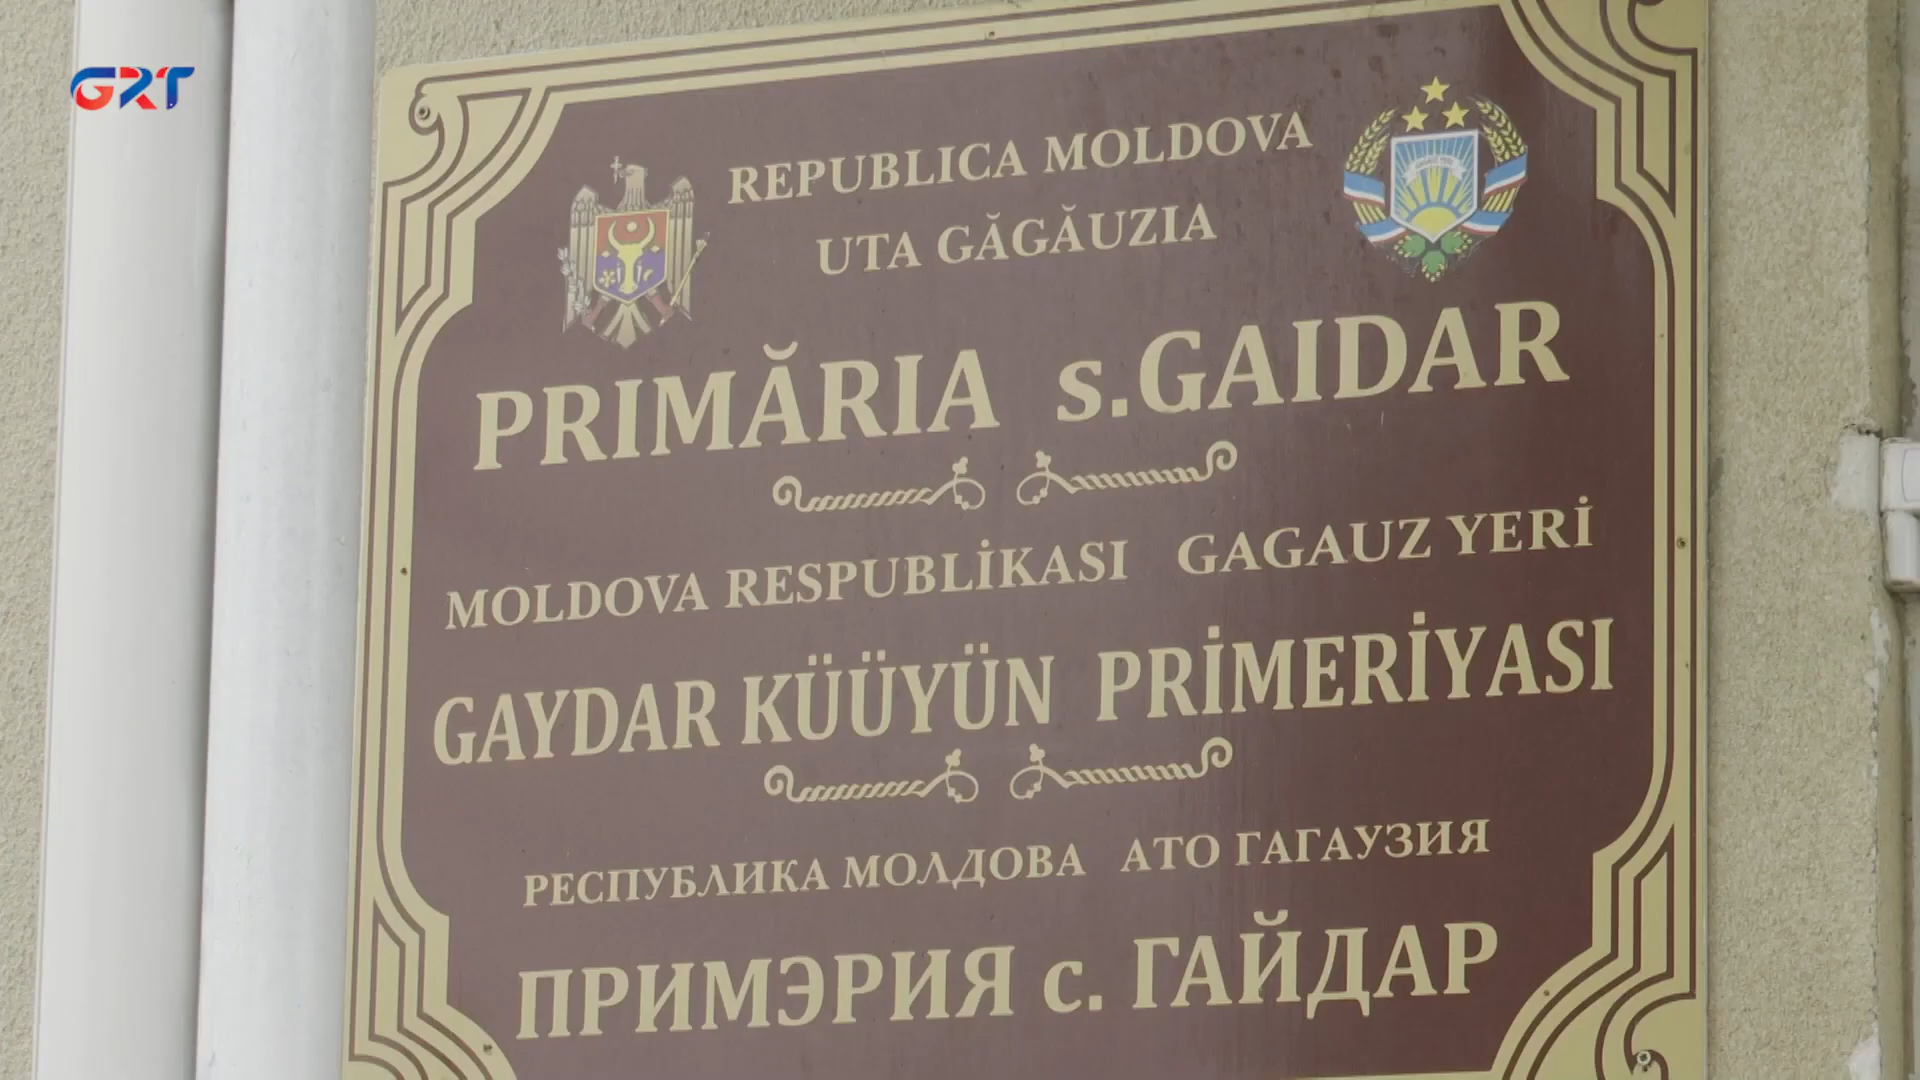 GRT
REPUBLICA MOLDOVA
UTA GĂGĂUZIA
PRIMĂRIA s.GAIDAR
MOLDOVA RESPUBLİKASI GAGAUZ YERİ
GAYDAR KÜÜYÜN PRİMERİYASI
РЕСПУБЛИКА МОЛДОВА АТО ГАГАУЗИЯ
ПРИМЭРИЯ с. ГАЙДАР